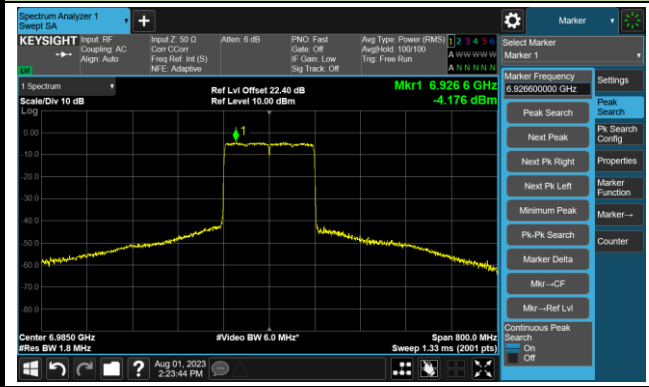 Spectrum Analyzer 1
Swept SA
Marker
KEYSIGHT
Input: RF
Coupling: AC
Align: Auto
Input Z: 50 Ω
Corr CCorr
Freq Ref: Int (S)
NFE: Adaptive
Atten: 6 dB
PNO: Fast
Gate: Off
IF Gain: Low
Sig Track: Off
Avg Type: Power (RMS)
Avg|Hold: 100/100
Trig: Free Run
1 2 3 4 5 6
A W W W W W
A N N N N N
Select Marker
Marker 1
1 Spectrum
Scale/Div 10 dB
Log
Ref Lvl Offset 22.40 dB
Ref Level 10.00 dBm
Mkr1 6.926 6 GHz
-4.176 dBm
0.00
-10.0
-20.0
-30.0
-40.0
-50.0
-60.0
-70.0
-80.0
1
Center 6.9850 GHz
#Res BW 1.8 MHz
#Video BW 6.0 MHz*
Span 800.0 MHz
Sweep 1.33 ms (2001 pts)
Marker Frequency
6.926600000 GHz
Peak Search
Next Peak
Next Pk Right
Next Pk Left
Minimum Peak
Pk-Pk Search
Marker Delta
Mkr→CF
Mkr→Ref Lvl
Continuous Peak
Search
On
Off
Settings
Peak
Search
Pk Search
Config
Properties
Marker
Function
Marker→
Counter
Aug 01, 2023
2:23:44 PM